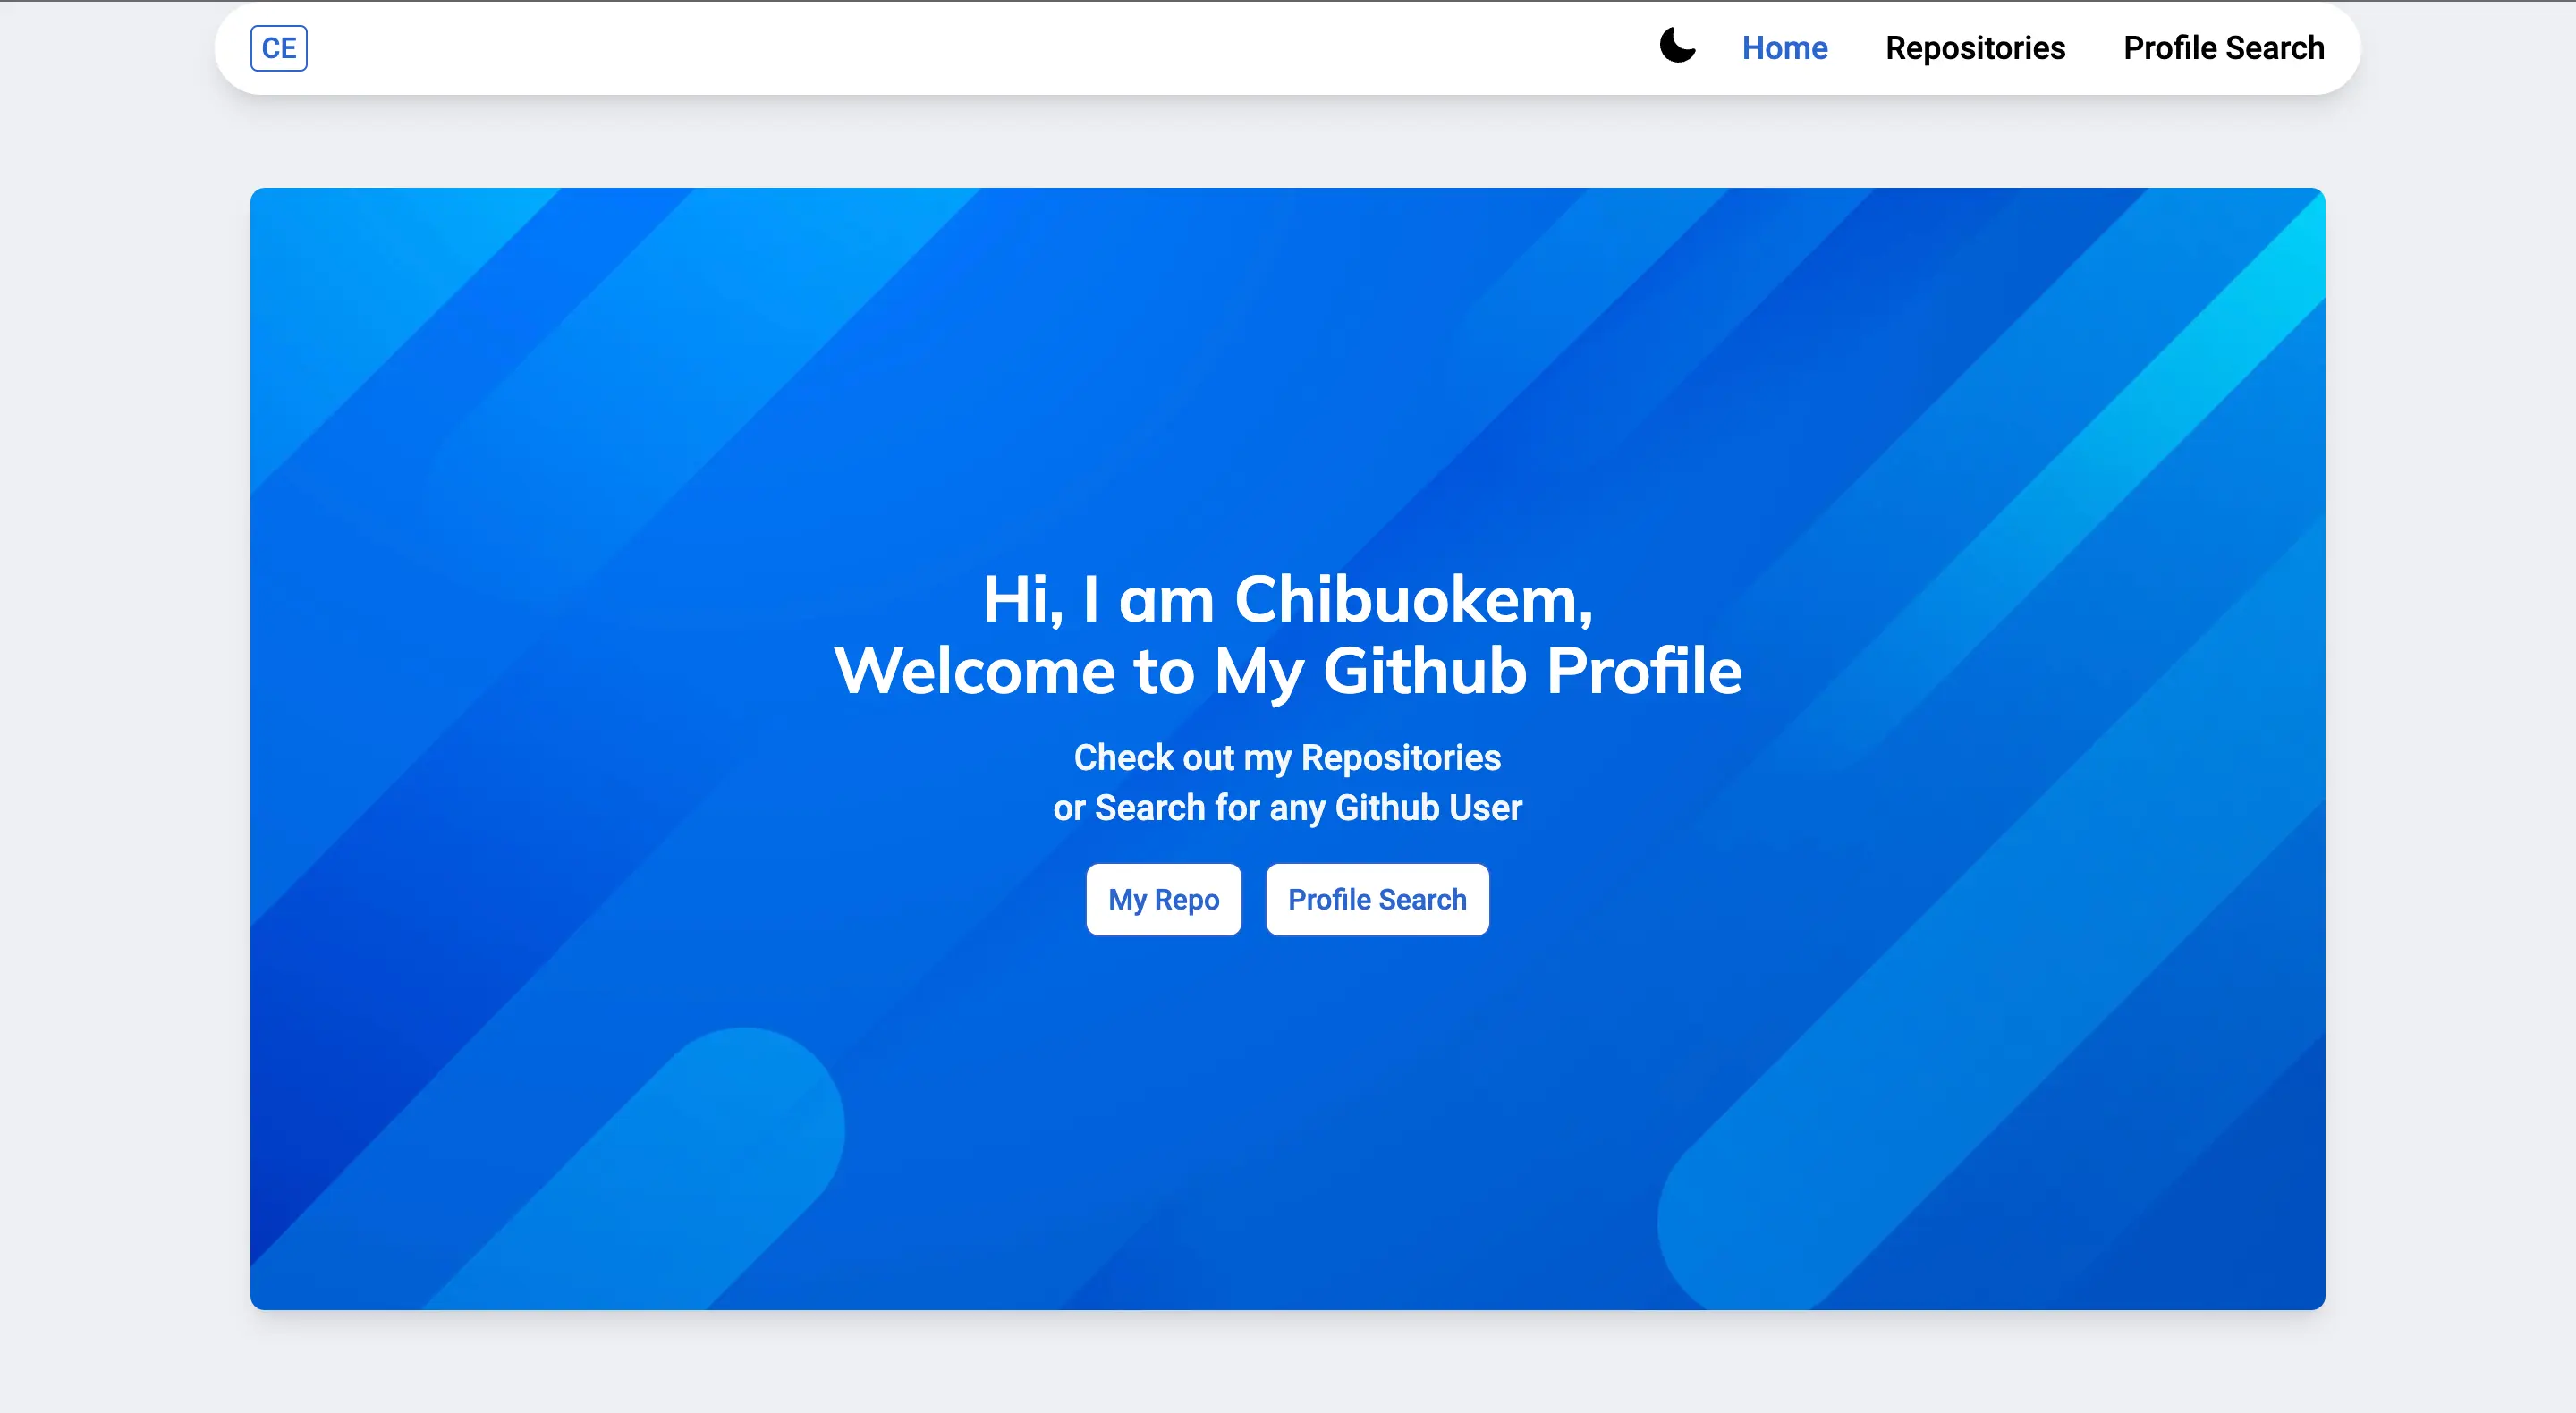 CE
Home Repositories Profile Search
Hi, I am Chibuokem,
Welcome to My Github Profile
Check out my Repositories
or Search for any Github User
My Repo Profile Search